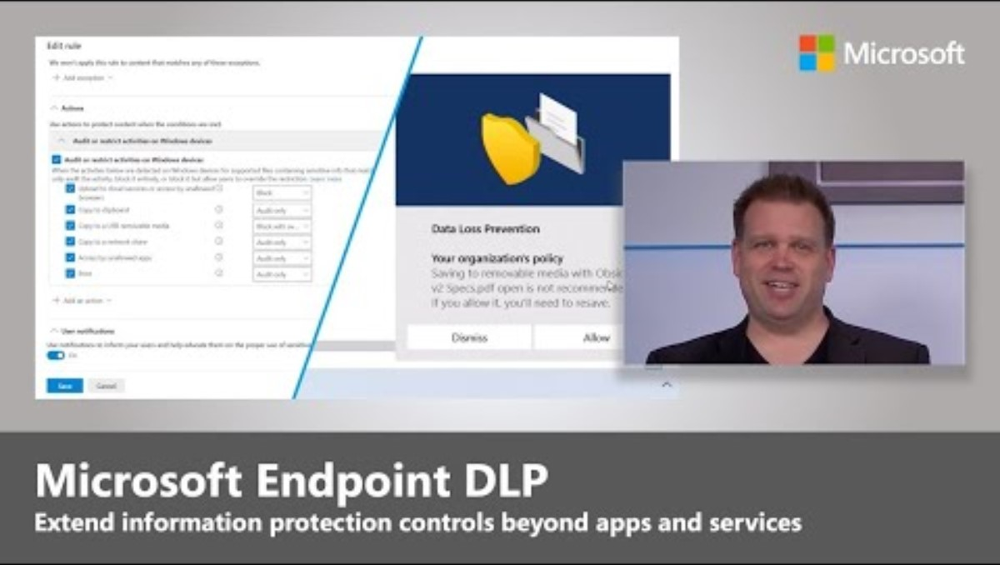 Edit rule
We won't apply this rule to content that matches any of these exceptions.
Add exception
Actions
Use actions to protect content when the conditions are met.
Audit or restrict activities on Windows devices
Audit or restrict activities on Windows devices
When the activities below are detected on Windows devices for supported files containing sensitive info that
only audit the activity, block it entirely, or block it but allow users to override the restriction. Learn more
Upload to cloud services or access by unallowed
browsers
Block
Copy to clipboard
Audit only
Copy to a USB removable media
Block with ov...
Copy to a network share
Audit only
Access by unallowed apps
Audit only
Print
Audit only
Add an action
User notifications
Use notifications to inform your users and help educate them on the proper use of
On
Save Cancel
Data Loss Prevention
Your organization's policy
Saving to removable media with
v2 Specs.pdf open is not
If you allow it, you'll need to resave.
Dismiss Allow
Microsoft
Microsoft Endpoint DLP
Extend information protection controls beyond apps and services